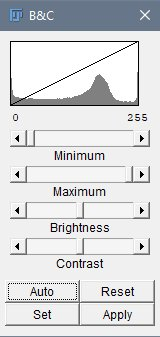 B&C
0 255
Minimum
Maximum
Brightness
Contrast
Auto Reset
Set Apply